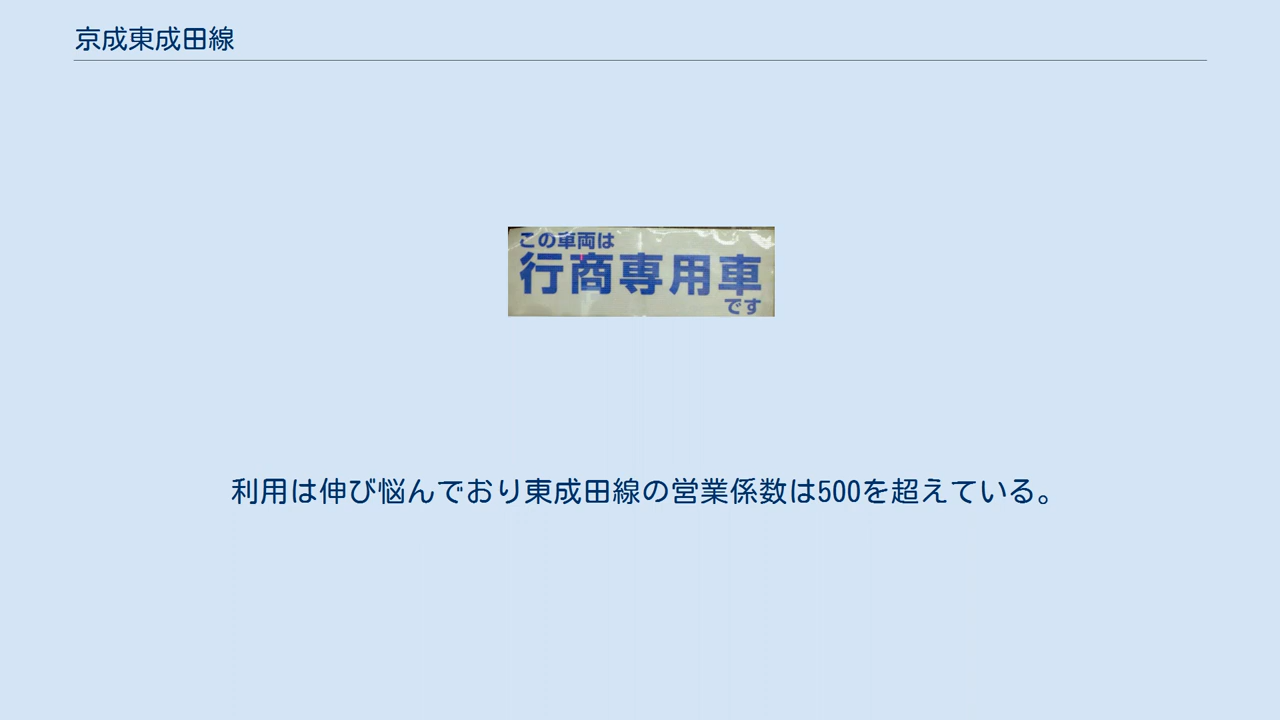 京成東成田線
この車両は
行商専用車
です
利用は伸び悩んでおり東成田線の営業係数は500を超えている。